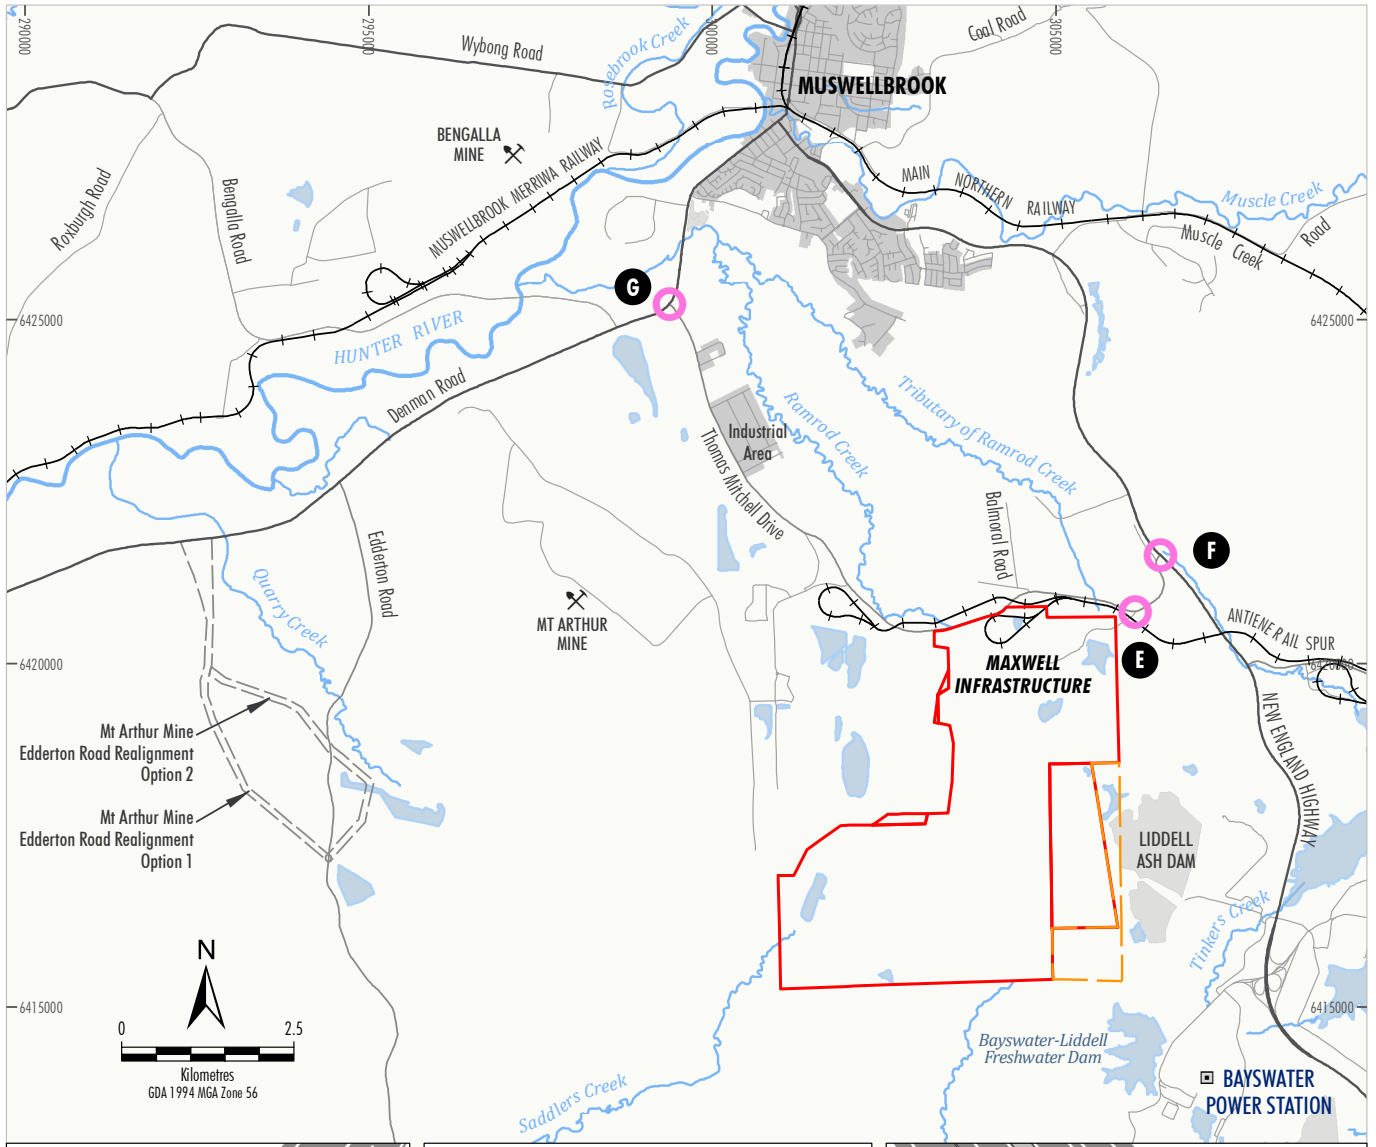 290000
295000
300000
305000
Wybong Road
Rosebrook Creek
Coal Road
MUSWELLBROOK
BENGALLA
MINE
MUSWELLBROOK MERRIWA RAILWAY
MAIN
NORTHERN
RAILWAY
Muscle Creek
Muscle Creek
Road
Roxburgh Road
Bengalla Road
G
6425000
6425000
HUNTER RIVER
Denman Road
Industrial
Area
Ramrod Creek
Tributary of Ramrod Creek
Thomas Mitchell Drive
Balmoral Road
F
Edderton Road
Quarry Creek
MT ARTHUR
MINE
ANTIENE RAIL SPUR
E
6420000
6420000
MAXWELL
INFRASTRUCTURE
NEW ENGLAND HIGHWAY
Mt Arthur Mine
Edderton Road Realignment
Option 2
Mt Arthur Mine
Edderton Road Realignment
Option 1
LIDDELL
ASH DAM
Tinkers Creek
N
6415000
6415000
0
2.5
Kilometres
GDA 1994 MGA Zone 56
Bayswater-Liddell
Freshwater Dam
Saddlers Creek
BAYSWATER
POWER STATION